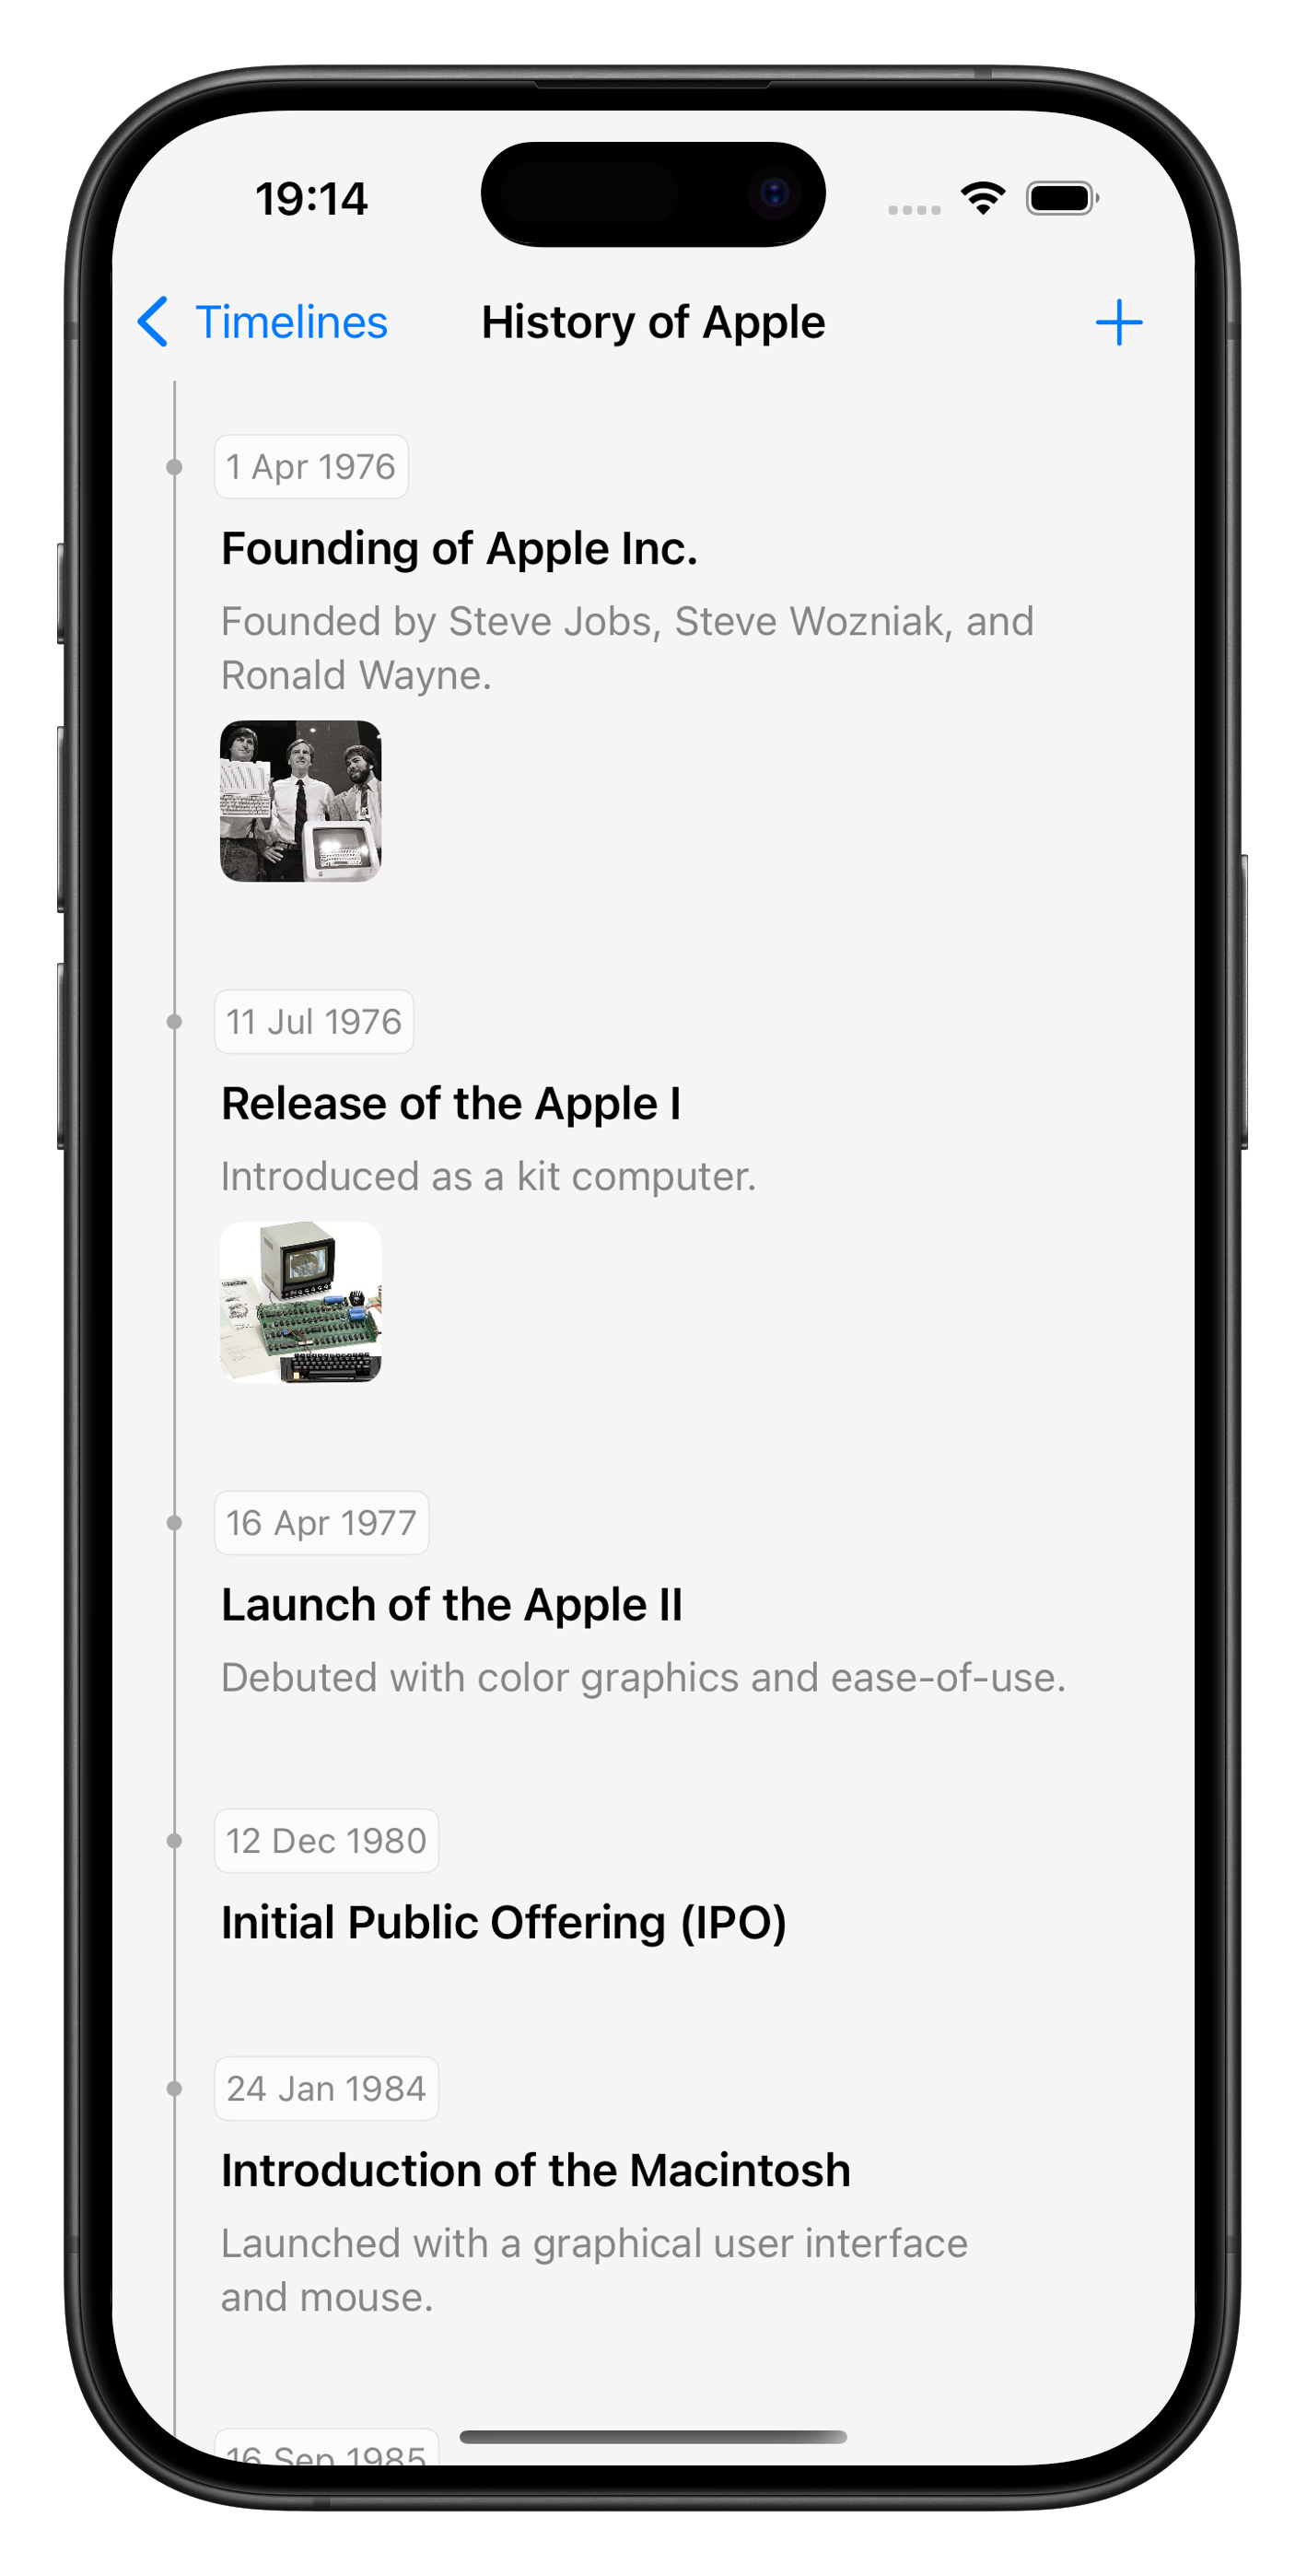 19:14
Timelines
History of Apple
1 Apr 1976
Founding of Apple Inc.
Founded by Steve Jobs, Steve Wozniak, and
Ronald Wayne.
11 Jul 1976
Release of the Apple I
Introduced as a kit computer.
16 Apr 1977
Launch of the Apple II
Debuted with color graphics and ease-of-use.
12 Dec 1980
Initial Public Offering (IPO)
24 Jan 1984
Introduction of the Macintosh
Launched with a graphical user interface
and mouse.
16 Sep 1985